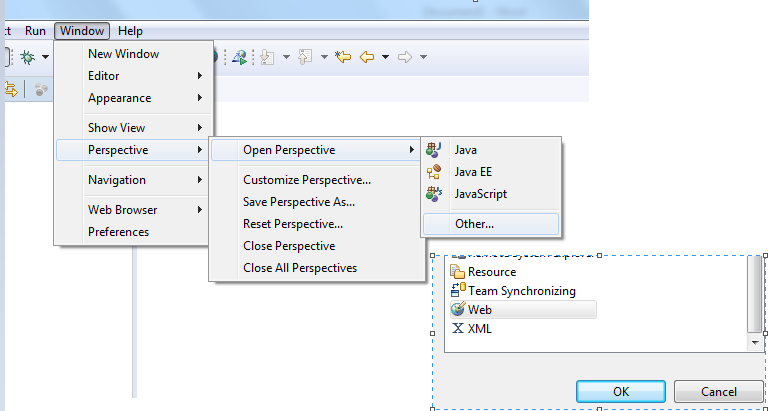 ct Run Window Help
New Window
Editor
Appearance
Show View
Perspective
Navigation
Web Browser
Preferences
Open Perspective
Customize Perspective...
Save Perspective As...
Reset Perspective...
Close Perspective
Close All Perspectives
Java
Java EE
JavaScript
Other...
Resource
Team Synchronizing
Web
X XML
OK Cancel